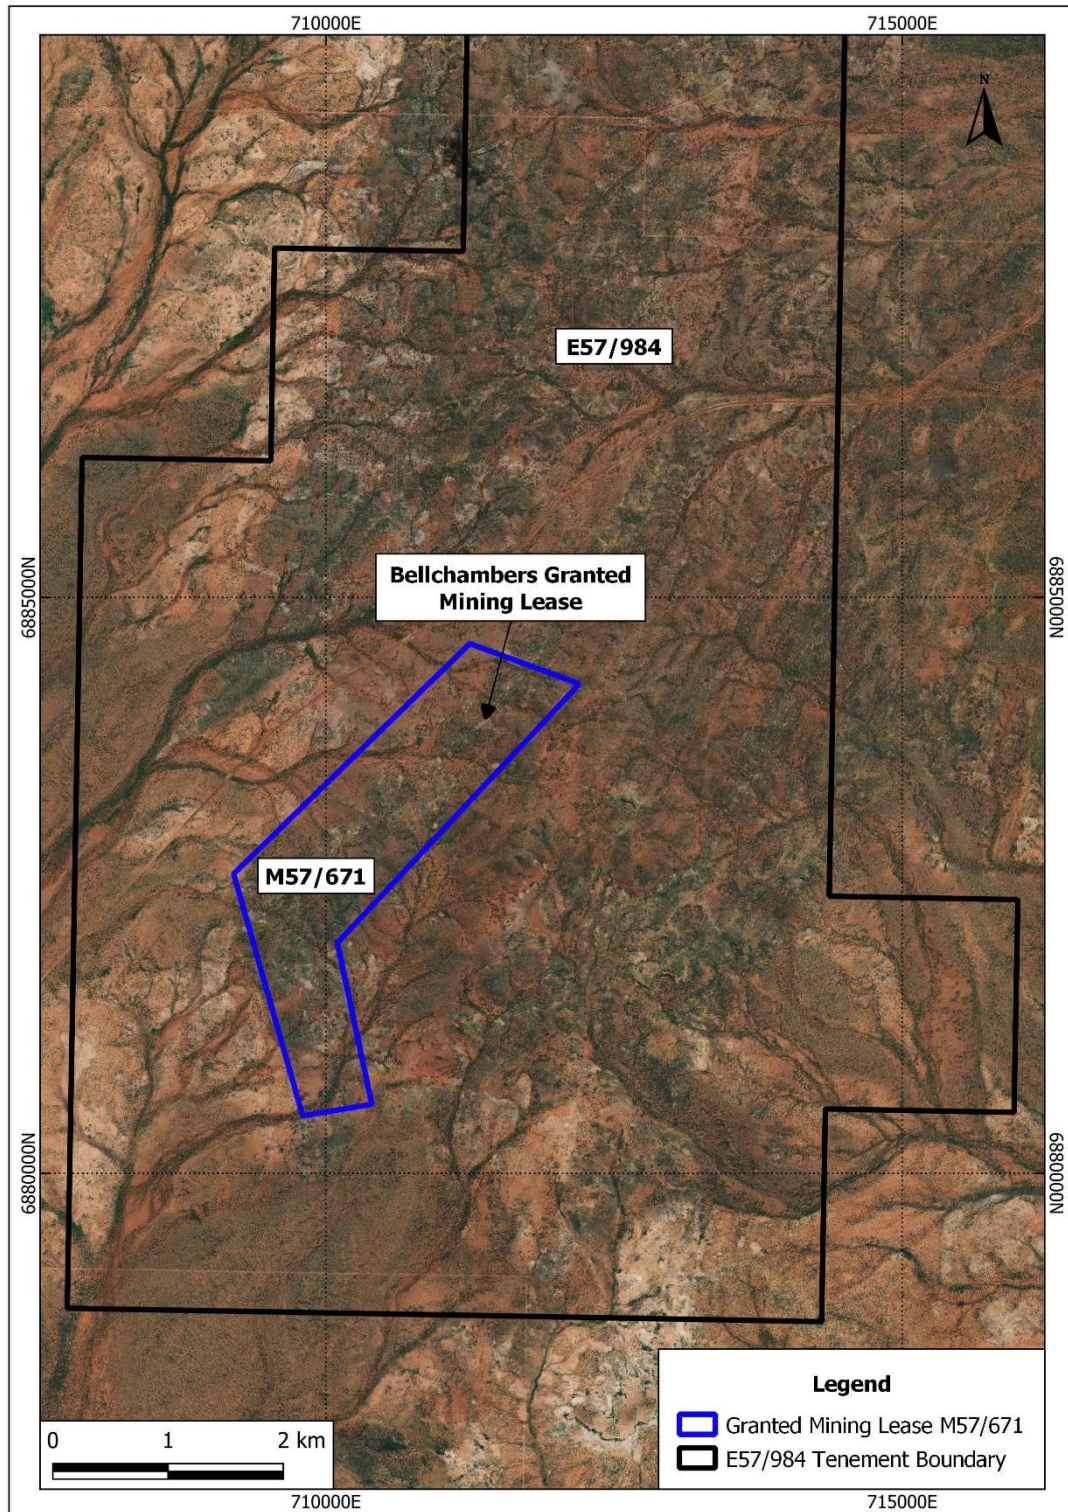 710000E
715000E
N
E57/984
Bellchambers Granted
Mining Lease
6885000N
6885000N
M57/671
6880000N
6880000N
Legend
Granted Mining Lease M57/671
E57/984 Tenement Boundary
0 1 2 km
710000E
715000E